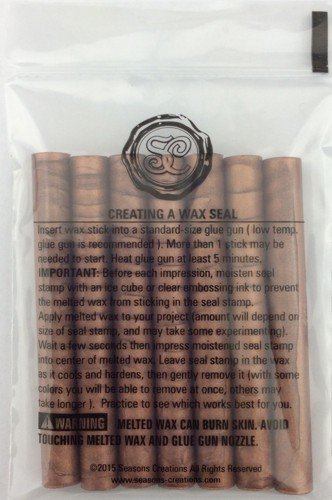 SC
CREATING A WAX SEAL
Insert wax stick into a standard-size glue gun ( low temp.
glue gun is recommended ). More than 1 stick may be
needed to start. Heat glue gun at least 5 minutes.
IMPORTANT: Before each impression, moisten seal
stamp with an ice cube or clear embossing ink to prevent
the melted wax from sticking in the seal stamp.
Apply melted wax to your project (amount will depend on
size of seal stamp, and may take some experimenting).
Wait a few seconds then impress moistened seal stamp
into center of melted wax. Leave seal stamp in the wax
as it cools and hardens, then gently remove it (with some
colors you will be able to remove at once, others may
take longer ). Practice to see which works best for you.
WARNING MELTED WAX CAN BURN SKIN. AVOID
TOUCHING MELTED WAX AND GLUE GUN NOZZLE.
©2015 Seasons Creations All Rights Reserved
www.seasons-creations.com